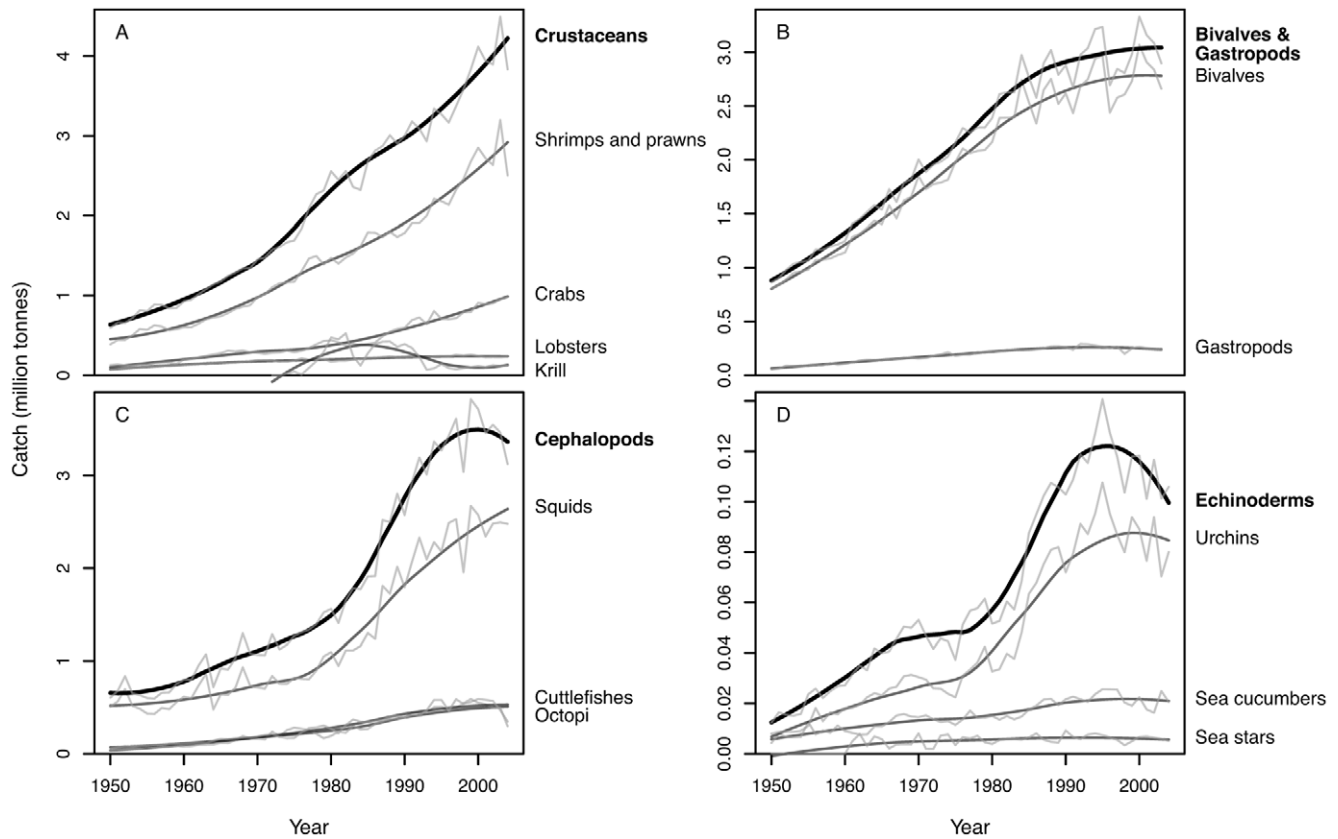 A
4
3
2
1
0
Crustaceans
Shrimps and prawns
Crabs
Lobsters
Krill
B
3.0
2.5
2.0
1.5
1.0
0.5
0.0
Bivalves &
Gastropods
Bivalves
Gastropods
Catch (million tonnes)
C
3
2
1
0
Cephalopods
Squids
Cuttlefishes
Octopi
1950 1960 1970 1980 1990 2000
Year
D
0.12
0.10
0.08
0.06
0.04
0.02
0.00
Echinoderms
Urchins
Sea cucumbers
Sea stars
1950 1960 1970 1980 1990 2000
Year